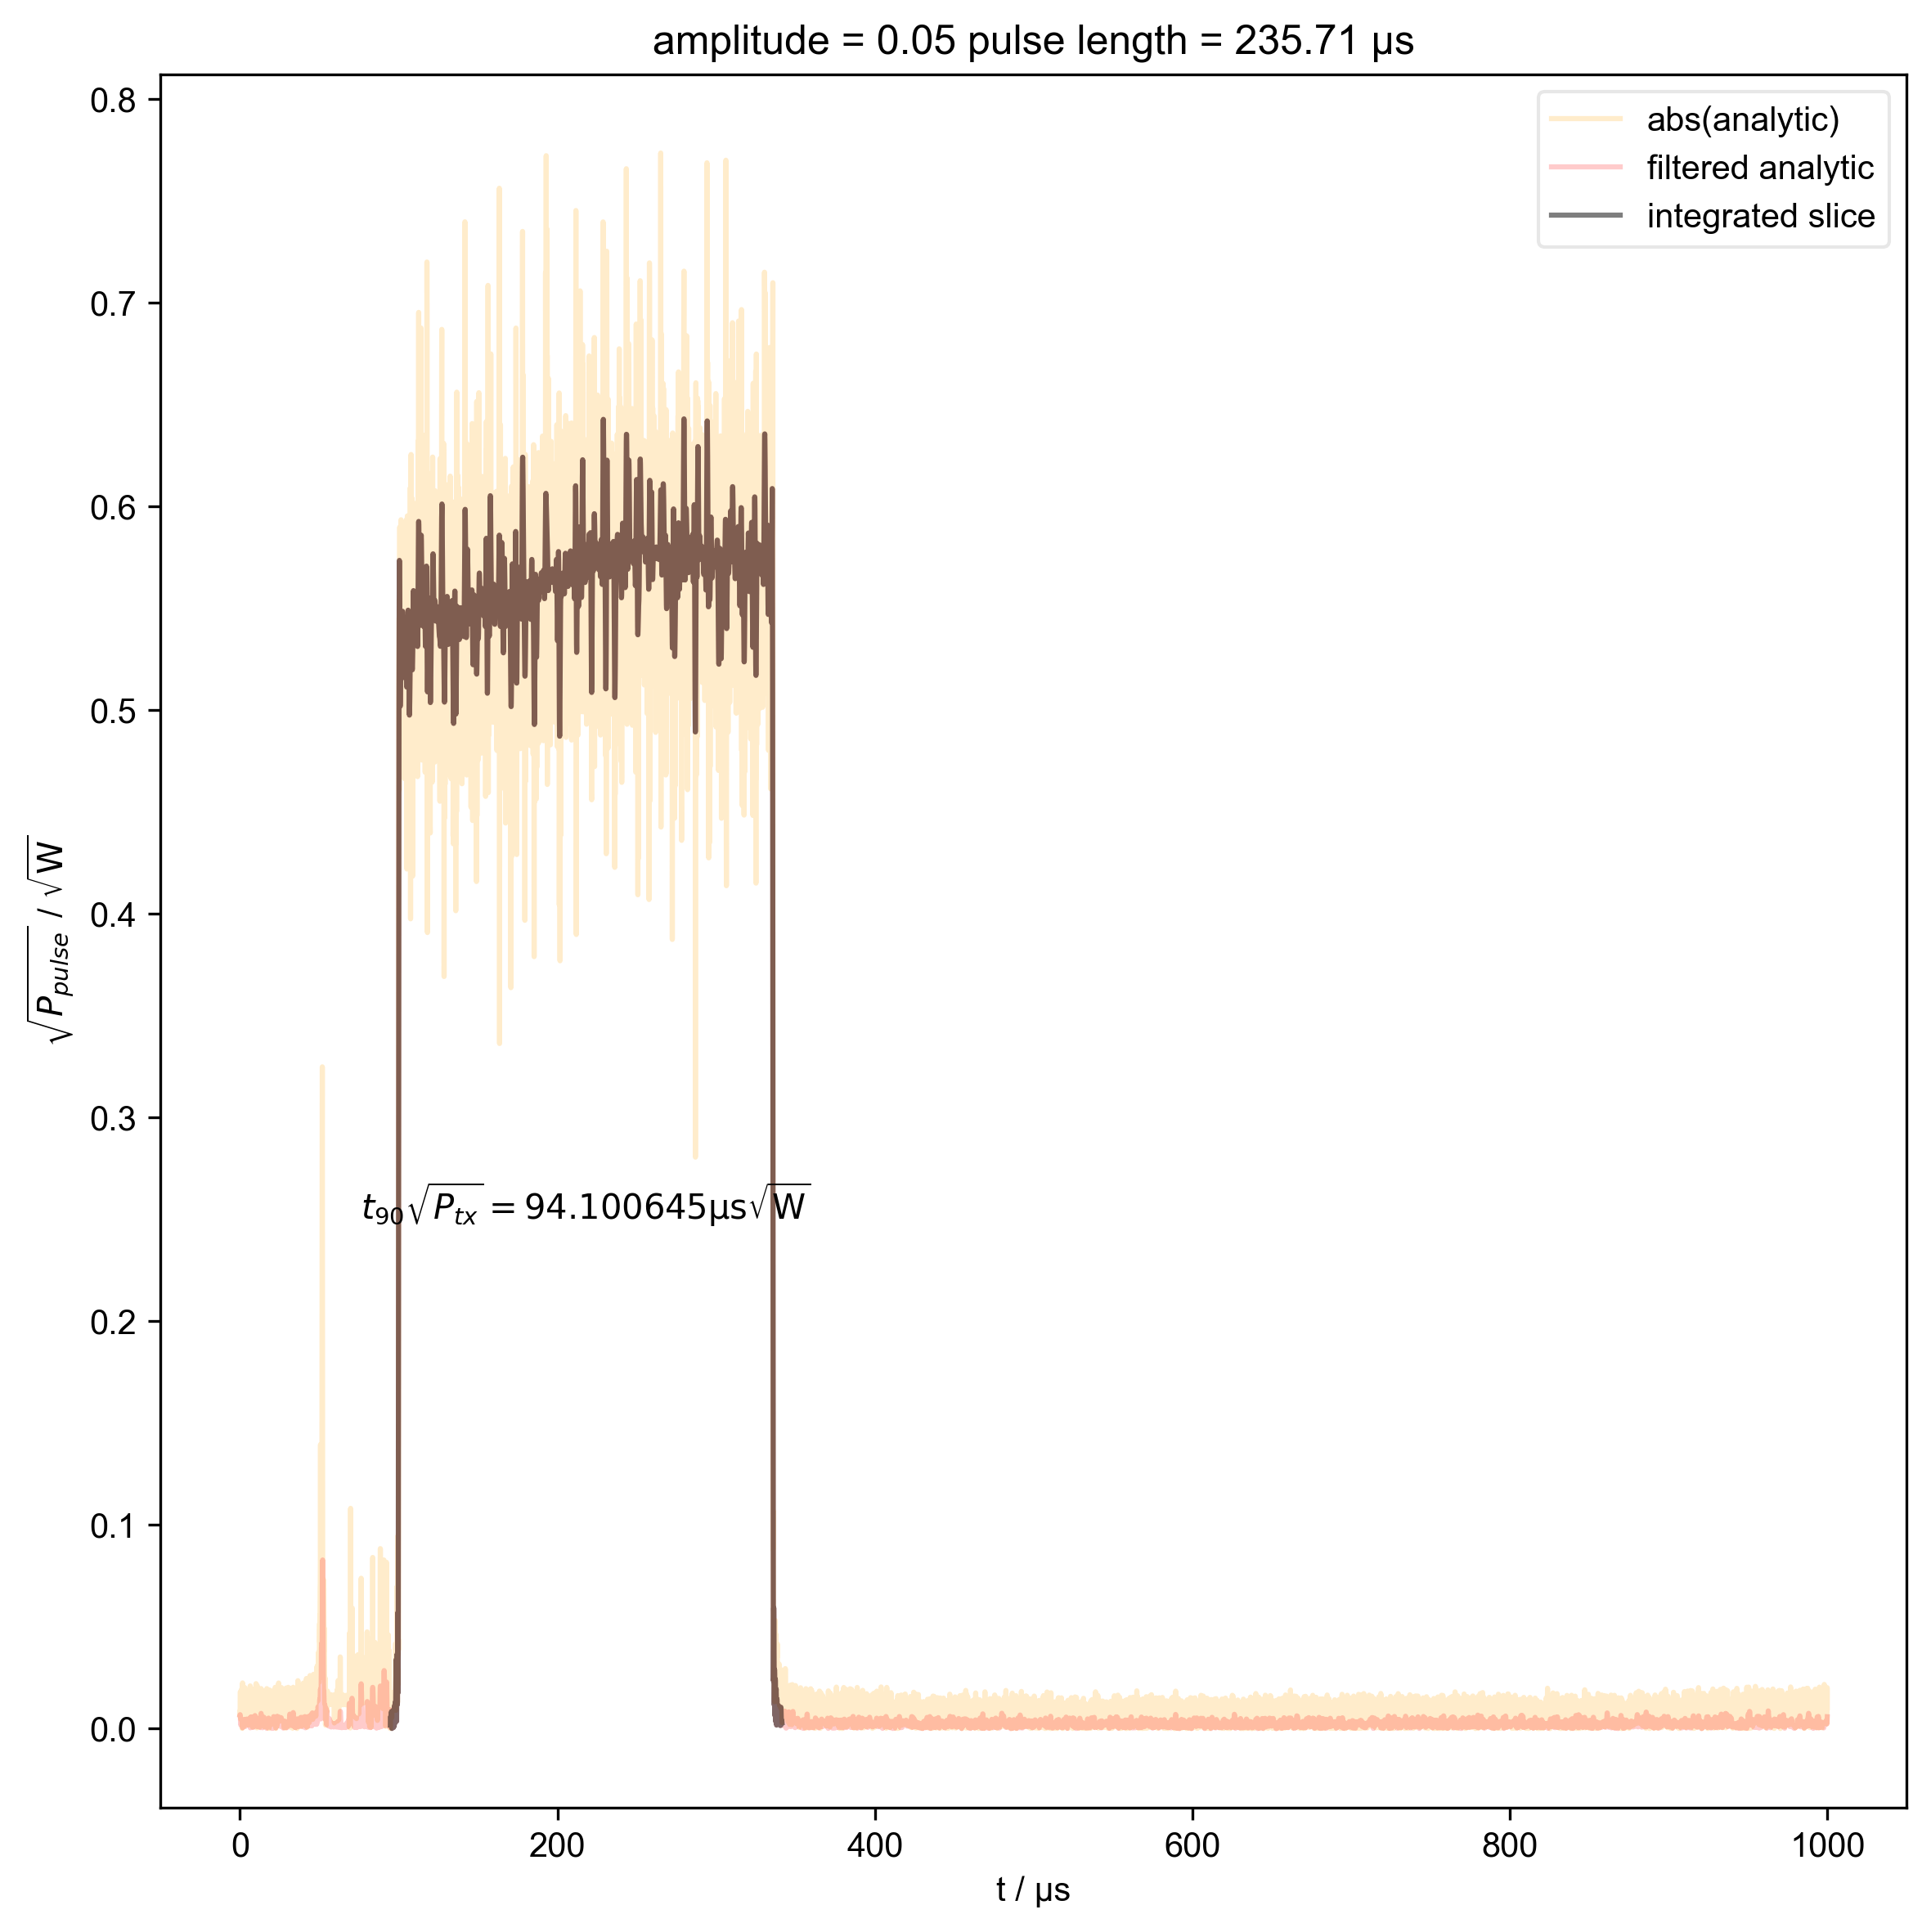 amplitude = 0.05 pulse length = 235.71 μs
abs(analytic)
filtered analytic
integrated slice
0.8
0.7
0.6
0.5
0.4
0.3
0.2
0.1
0.0
√P_pulse / √W
t₉₀√P_tx = 94.100645μs√W
0 200 400 600 800 1000
t / μs